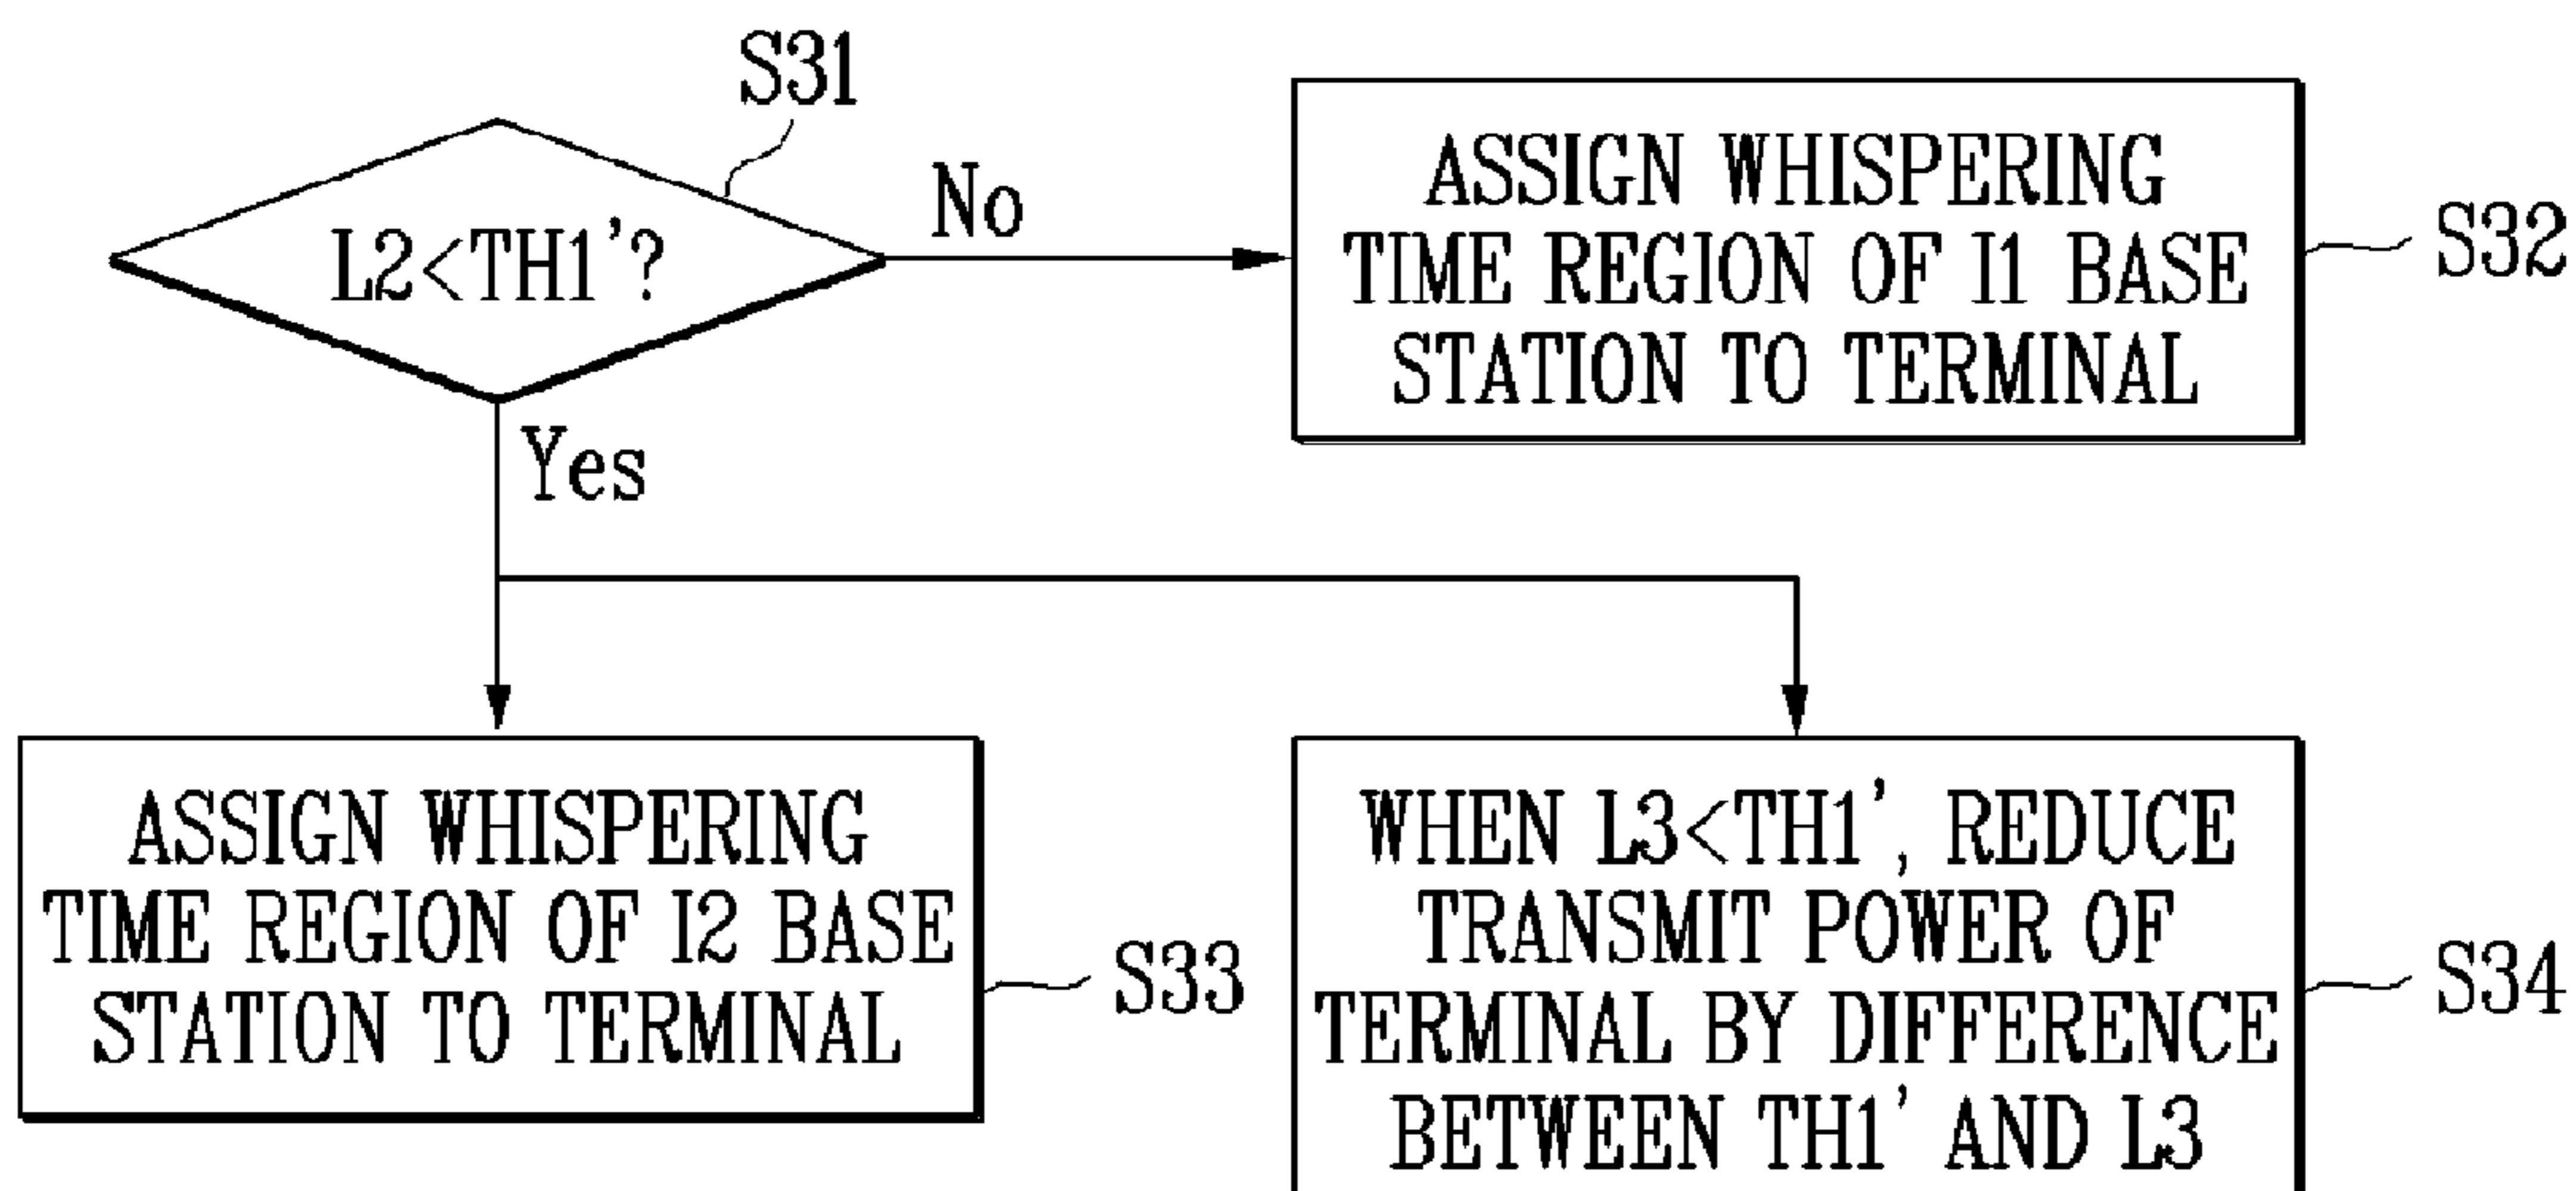 S31
L2<TH1'?
No
ASSIGN WHISPERING
TIME REGION OF I1 BASE
STATION TO TERMINAL
S32
Yes
ASSIGN WHISPERING
TIME REGION OF I2 BASE
STATION TO TERMINAL
S33
WHEN L3<TH1', REDUCE
TRANSMIT POWER OF
TERMINAL BY DIFFERENCE
BETWEEN TH1' AND L3
S34